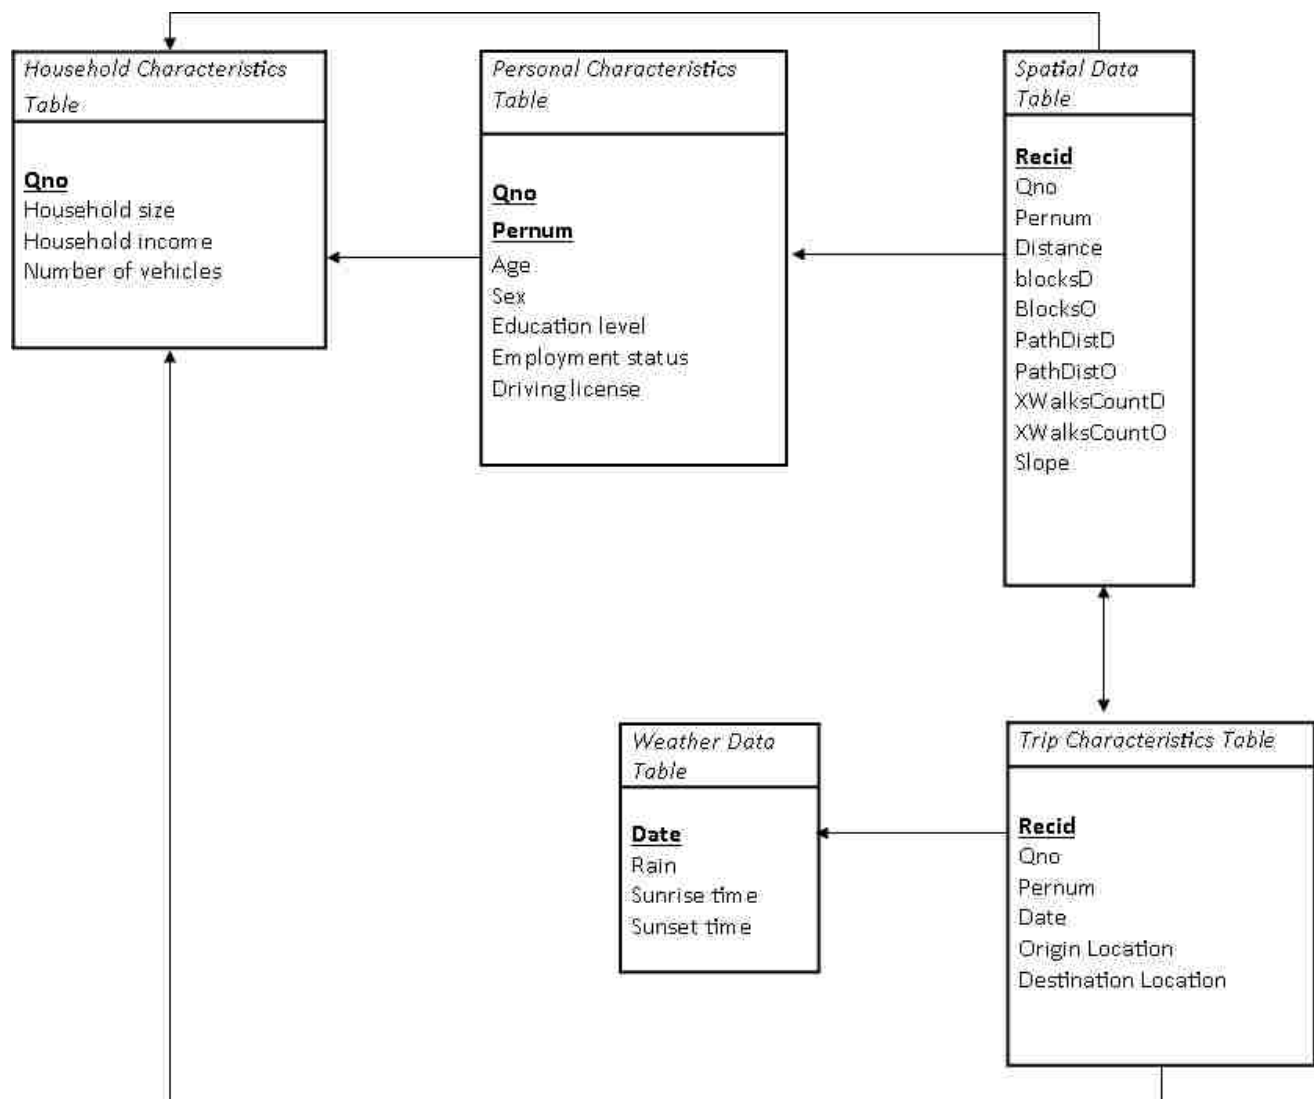 Household Characteristics
Table
Qno
Household size
Household income
Number of vehicles
Personal Characteristics
Table
Qno
Pernum
Age
Sex
Education level
Employment status
Driving license
Spatial Data
Table
Recid
Qno
Pernum
Distance
blocksD
BlocksO
PathDistD
PathDistO
XWalksCountD
XWalksCountO
Slope
Weather Data
Table
Date
Rain
Sunrise time
Sunset time
Trip Characteristics Table
Recid
Qno
Pernum
Date
Origin Location
Destination Location